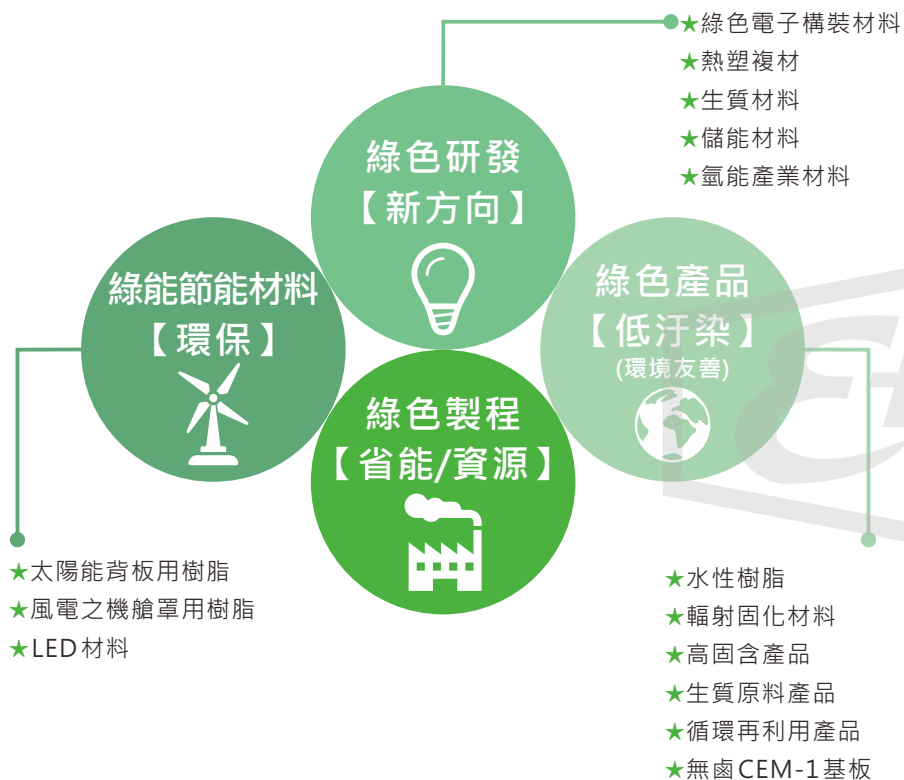 ★綠色電子構裝材料
★熱塑複材
★生質材料
★儲能材料
★氫能產業材料
綠色研發
【新方向】
綠能節能材料
【環保】
綠色產品
【低汙染】
(環境友善)
綠色製程
【省能/資源】
★太陽能背板用樹脂
★風電之機艙罩用樹脂
★LED材料
★水性樹脂
★輻射固化材料
★高固含產品
★生質原料產品
★循環再利用產品
★無鹵CEM-1基板